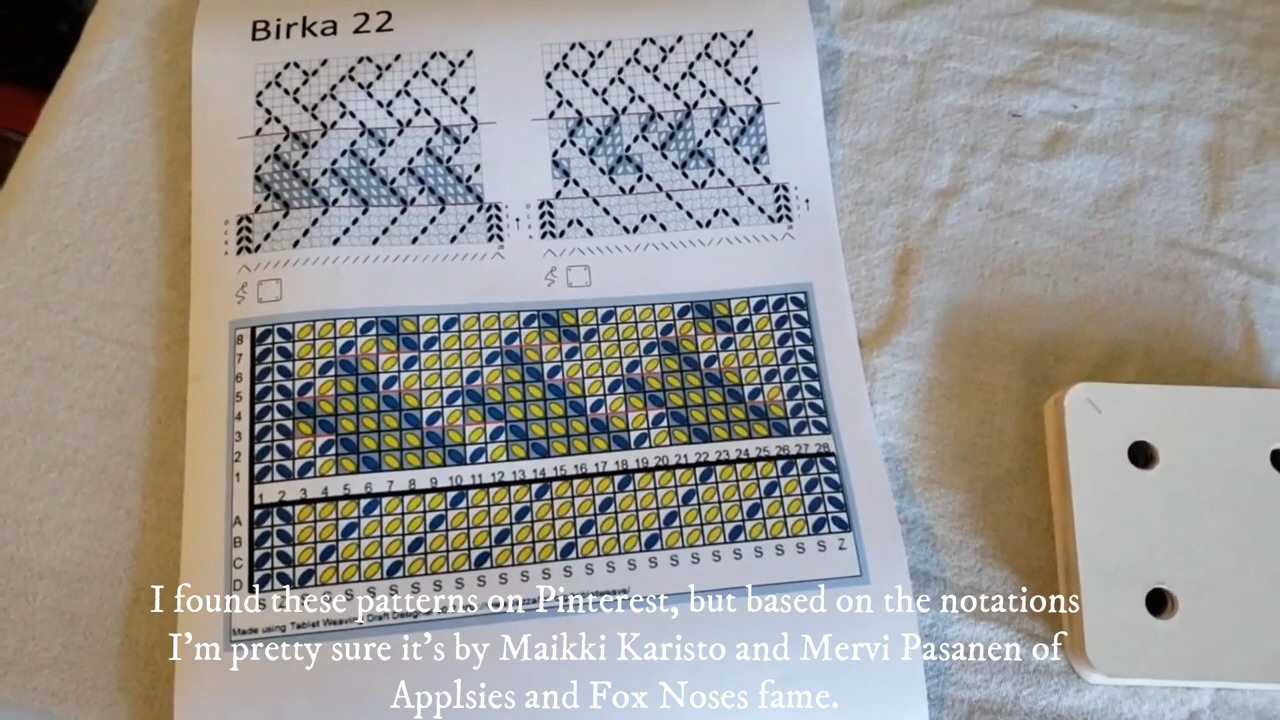 Birka 22
8
7
6
5
4
3
2
1
1 2 3 4 5 6 7 8 9 10 11 12 13 14 15 16 17 18 19 20 21 22 23 24 25 26 27 28
A
B
C
D
S S S S S S S S S S S S S S S S S S S S S S Z
Made using Tablet Weaving Draft Designer
I found these patterns on Pinterest, but based on the notations
I'm pretty sure it's by Maikki Karisto and Mervi Pasanen of
Applsies and Fox Noses fame.